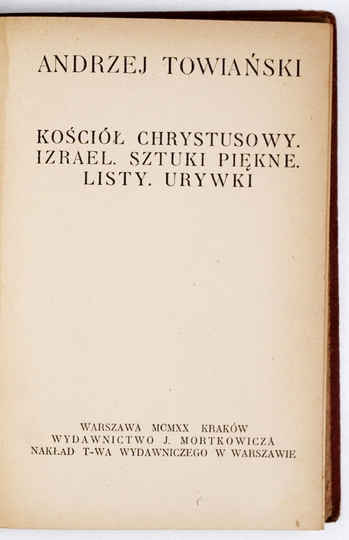 ANDRZEJ TOWIAŃSKI
KOŚCIÓŁ CHRYSTUSOWY.
IZRAEL. SZTUKI PIĘKNE.
LISTY. URYWKI
WARSZAWA MCMXX KRAKÓW
WYDAWNICTWO J. MORTKOWICZA
NAKŁAD T-WA WYDAWNICZEGO W WARSZAWIE